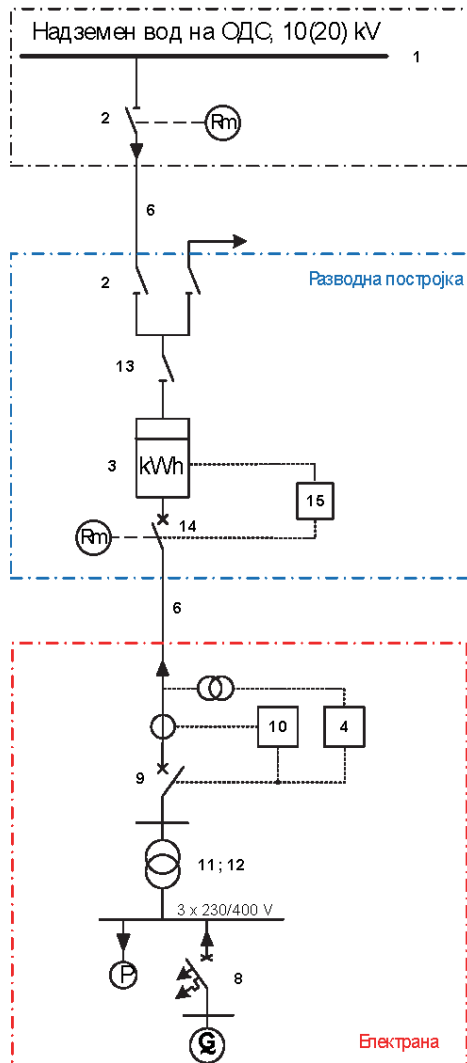 Надземен вод на ОДС, 10(20) kV
1
2
Rm
6
Разводна постројка
2
13
3
kWh
15
14
Rm
6
10
4
9
11 ; 12
3 x 230/400 V
P
8
G
Електрана